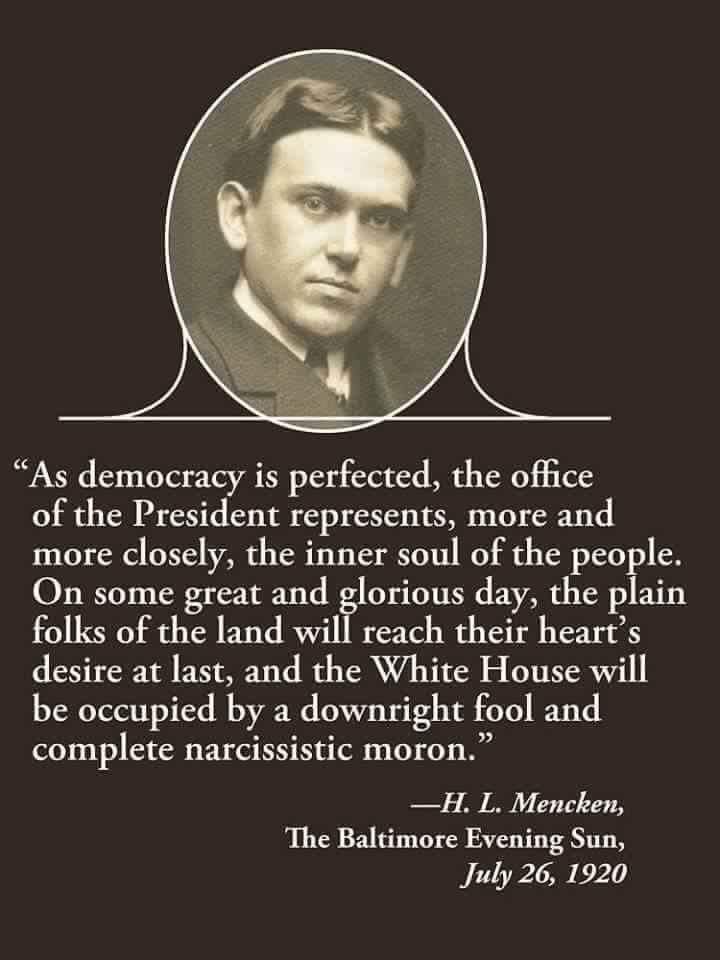 “As democracy is perfected, the office
of the President represents, more and
more closely, the inner soul of the people.
On some great and glorious day, the plain
folks of the land will reach their heart’s
desire at last, and the White House will
be occupied by a downright fool and
complete narcissistic moron.”
—H. L. Mencken,
The Baltimore Evening Sun,
July 26, 1920